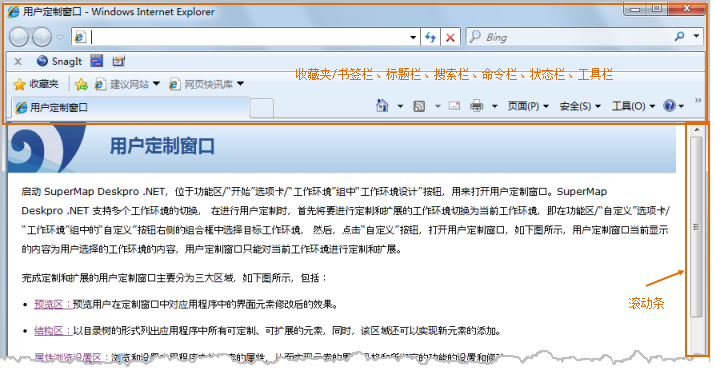 用户定制窗口 - Windows Internet Explorer
Bing
x SnagIt
收藏夹/书签栏、标题栏、搜索栏、命令栏、状态栏、工具栏
收藏夹 建议网站 网页快讯库
用户定制窗口
页面(P) 安全(S) 工具(O)
用户定制窗口
启动 SuperMap Deskpro .NET，位于功能区/“开始”选项卡/“工作环境”组中“工作环境设计”按钮，用来打开用户定制窗口。SuperMap
Deskpro .NET 支持多个工作环境的切换， 在进行用户定制时，首先将要进行定制和扩展的工作环境切换为当前工作环境，即在功能区/“自定义”选项卡/
“工作环境”组中的“自定义”按钮右侧的组合框中选择目标工作环境， 然后，点击“自定义”按钮，打开用户定制窗口，如下图所示，用户定制窗口当前显示
的内容为用户选择的工作环境的内容，用户定制窗口只能对当前工作环境进行定制和扩展。
完成定制和扩展的用户定制窗口主要分为三大区域，如下图所示，包括：
滚动条
• 预览区：预览用户在定制窗口中对应用程序中的界面元素修改后的效果。
• 结构区：以目录树的形式列出应用程序中所有可定制、可扩展的元素，同时，该区域还可以实现新元素的添加。
属性浏览设置区：浏览和设置